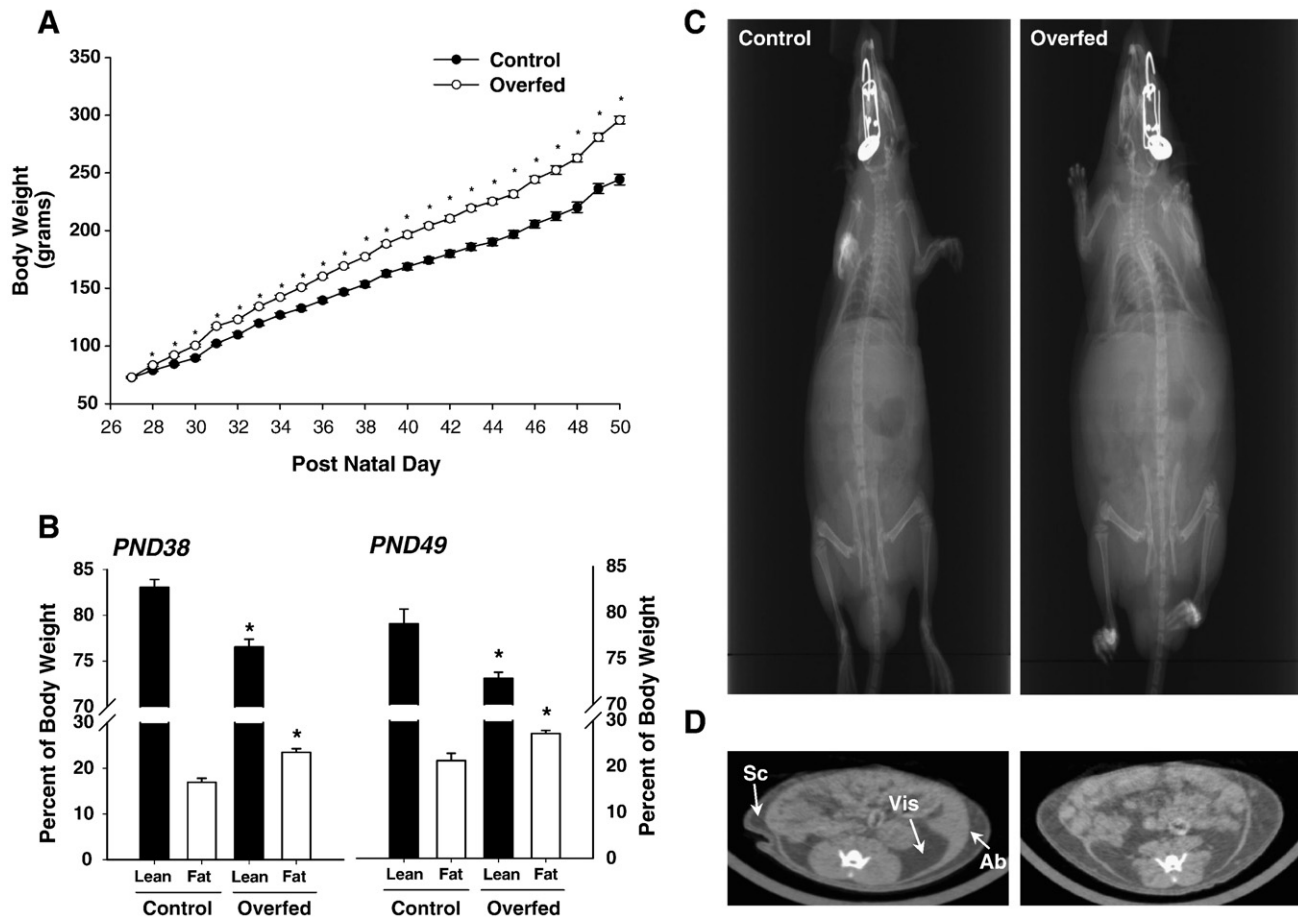 A
Control
Overfed
350
300
250
200
150
100
50
Body Weight
(grams)
* * * * * * * * * * * * * * * * * * * * * * *
26 28 30 32 34 36 38 40 42 44 46 48 50
Post Natal Day
B
PND38
85
80
75
70
30
20
10
0
Percent of Body Weight
*
*
Lean Fat Lean Fat
Control Overfed
PND49
85
80
75
70
30
20
10
0
Percent of Body Weight
*
*
Lean Fat Lean Fat
Control Overfed
C
Control
Overfed
D
Sc
Vis
Ab